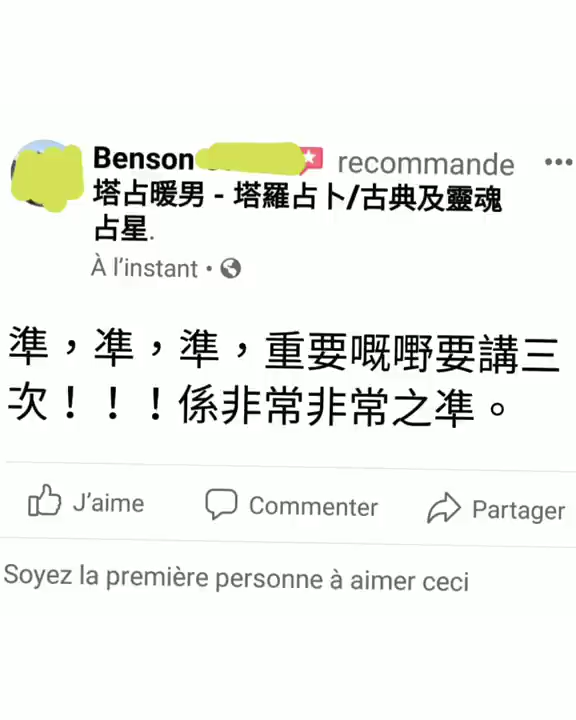 Benson recommande
塔占暖男 - 塔羅占卜/古典及靈魂
占星.
À l’instant
準，準，準，重要嘅嘢要講三
次！！！係非常非常之準。
J’aime Commenter Partager
Soyez la première personne à aimer ceci